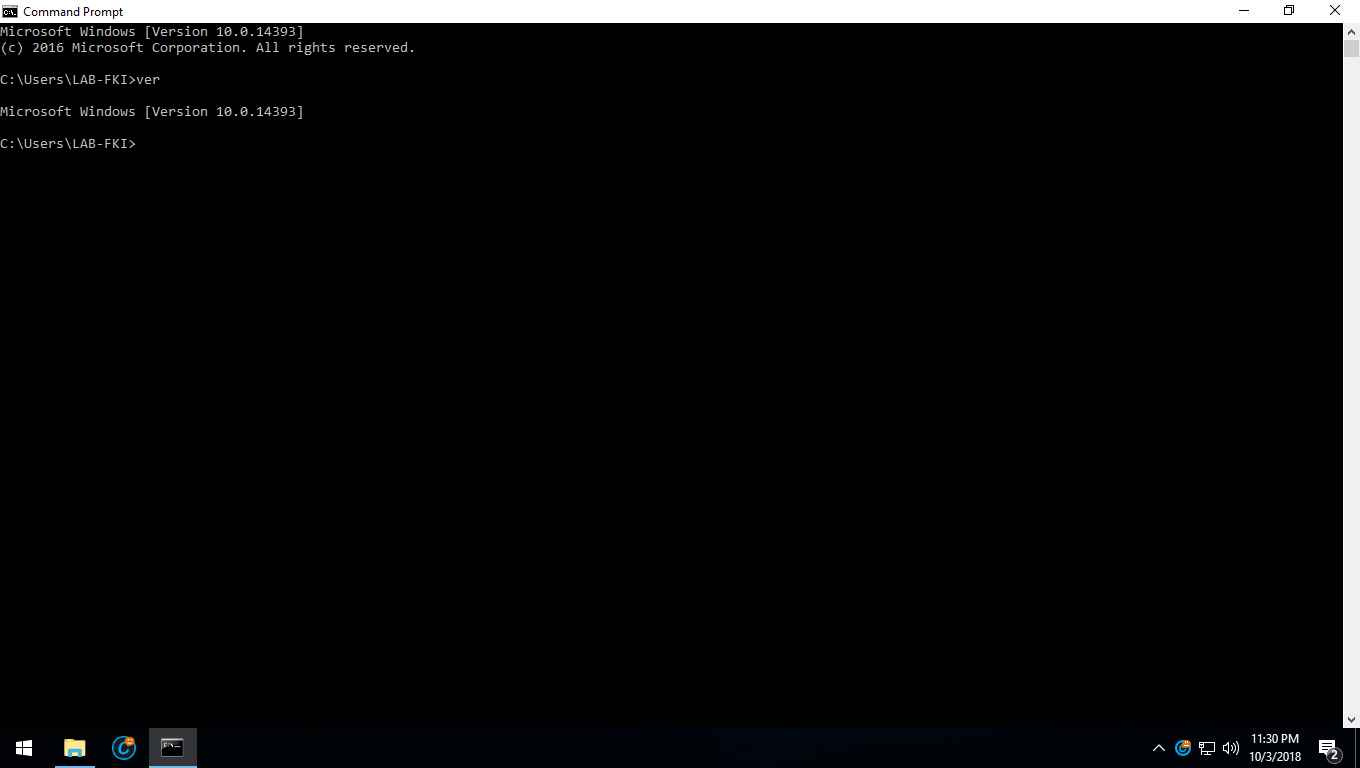 Command Prompt
Microsoft Windows [Version 10.0.14393]
(c) 2016 Microsoft Corporation. All rights reserved.
C:\Users\LAB-FKI>ver
Microsoft Windows [Version 10.0.14393]
C:\Users\LAB-FKI>
11:30 PM
10/3/2018
2